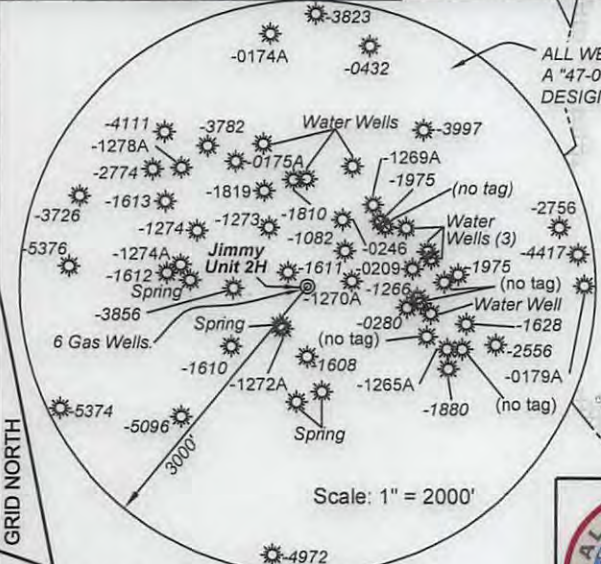 -3823
-0174A
-0432
ALL WE
A "47-0
DESIGI
-4111
-1278A
-3782
Water Wells
-3997
-2774
-0175A
-1269A
-1975
(no tag)
-1613
-1819
-3726
-1810
-2756
-1274
-1273
-1082
-0246
Water
Wells (3)
-5376
-1274A
Jimmy
Unit 2H
-4417
-1612
-1611
-0209
-1975
Spring
-1270A
-1266
(no tag)
-3856
Water Well
6 Gas Wells.
Spring
(no tag)
-0280
-1628
-1610
-1608
-2556
-1272A
-1265A
-0179A
(no tag)
-1880
-5374
-5096
Spring
3000'
Scale: 1" = 2000'
GRID NORTH
-4972
AL